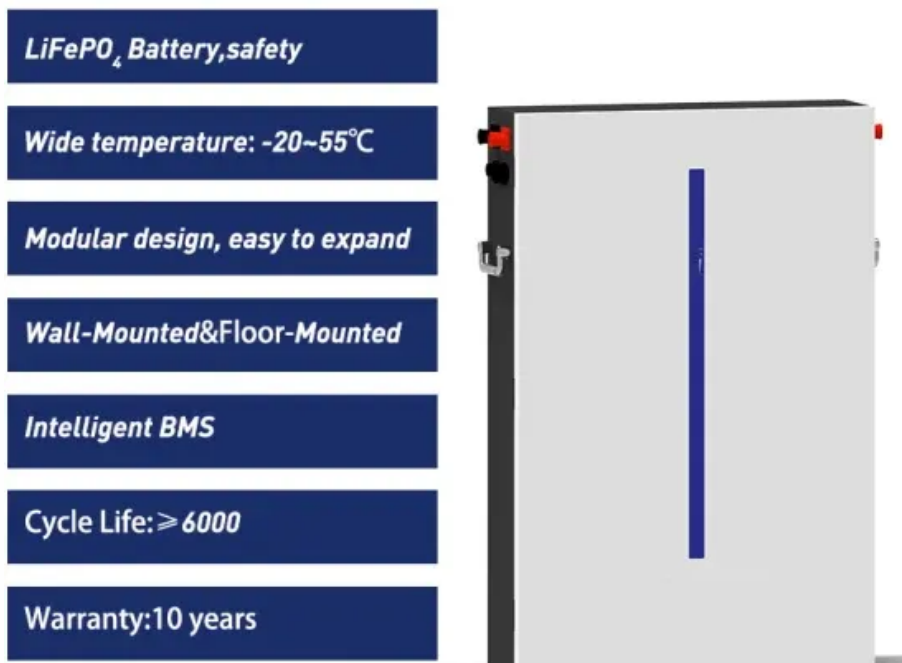 LiFePO₄ Battery,safety
Wide temperature: -20~55℃
Modular design, easy to expand
Wall-Mounted&Floor-Mounted
Intelligent BMS
Cycle Life:≥6000
Warranty:10 years